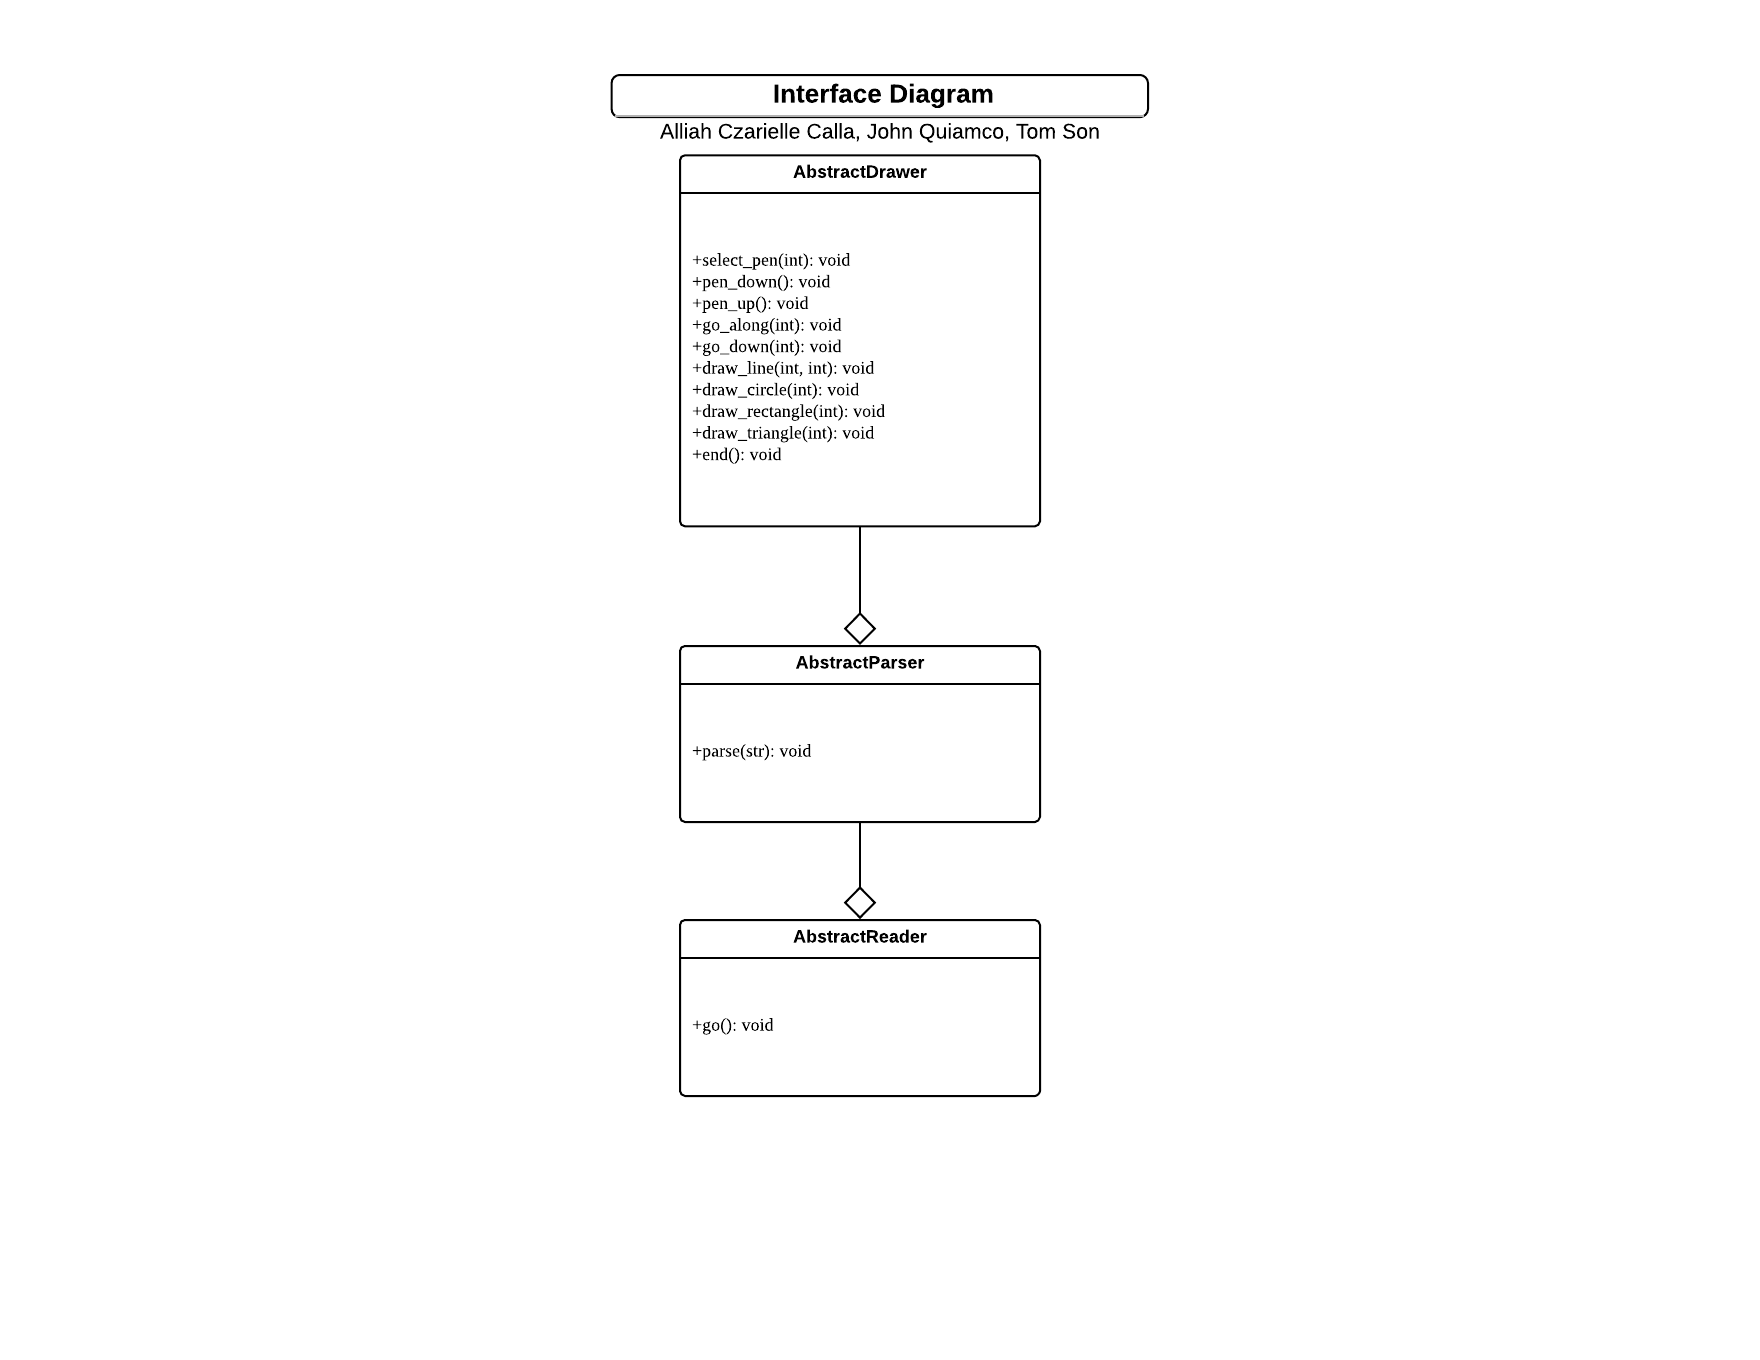 Interface Diagram
Alliah Czarielle Calla, John Quiamco, Tom Son
AbstractDrawer
+select_pen(int): void
+pen_down(): void
+pen_up(): void
+go_along(int): void
+go_down(int): void
+draw_line(int, int): void
+draw_circle(int): void
+draw_rectangle(int): void
+draw_triangle(int): void
+end(): void
AbstractParser
+parse(str): void
AbstractReader
+go(): void